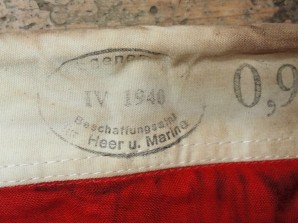 IV 1940
Beschaffungsamt
Heer u. Marine
0,9